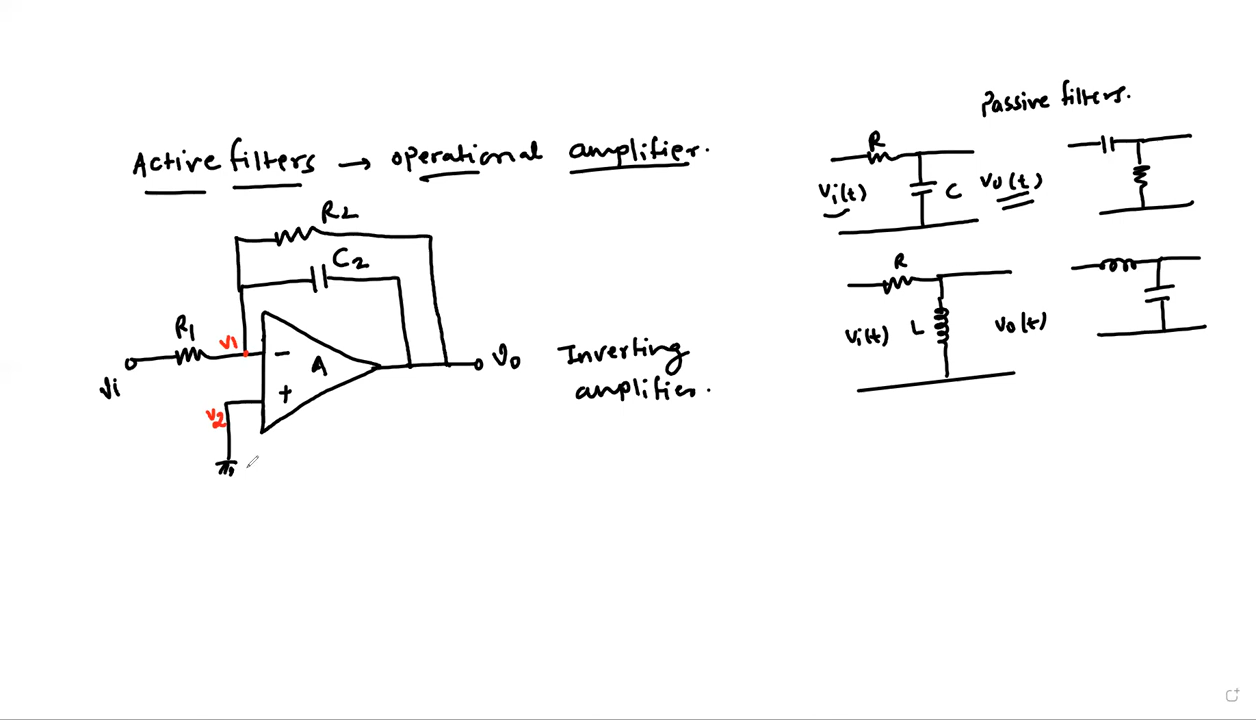 Passive filters.
Active filters → operational amplifier.
R
Vi(t)
C
Vo(t)
R2
C2
R
R1
V1
Vi(t)
L
Vo(t)
−
A
Vo
Inverting
Vi
+
amplifier.
V2